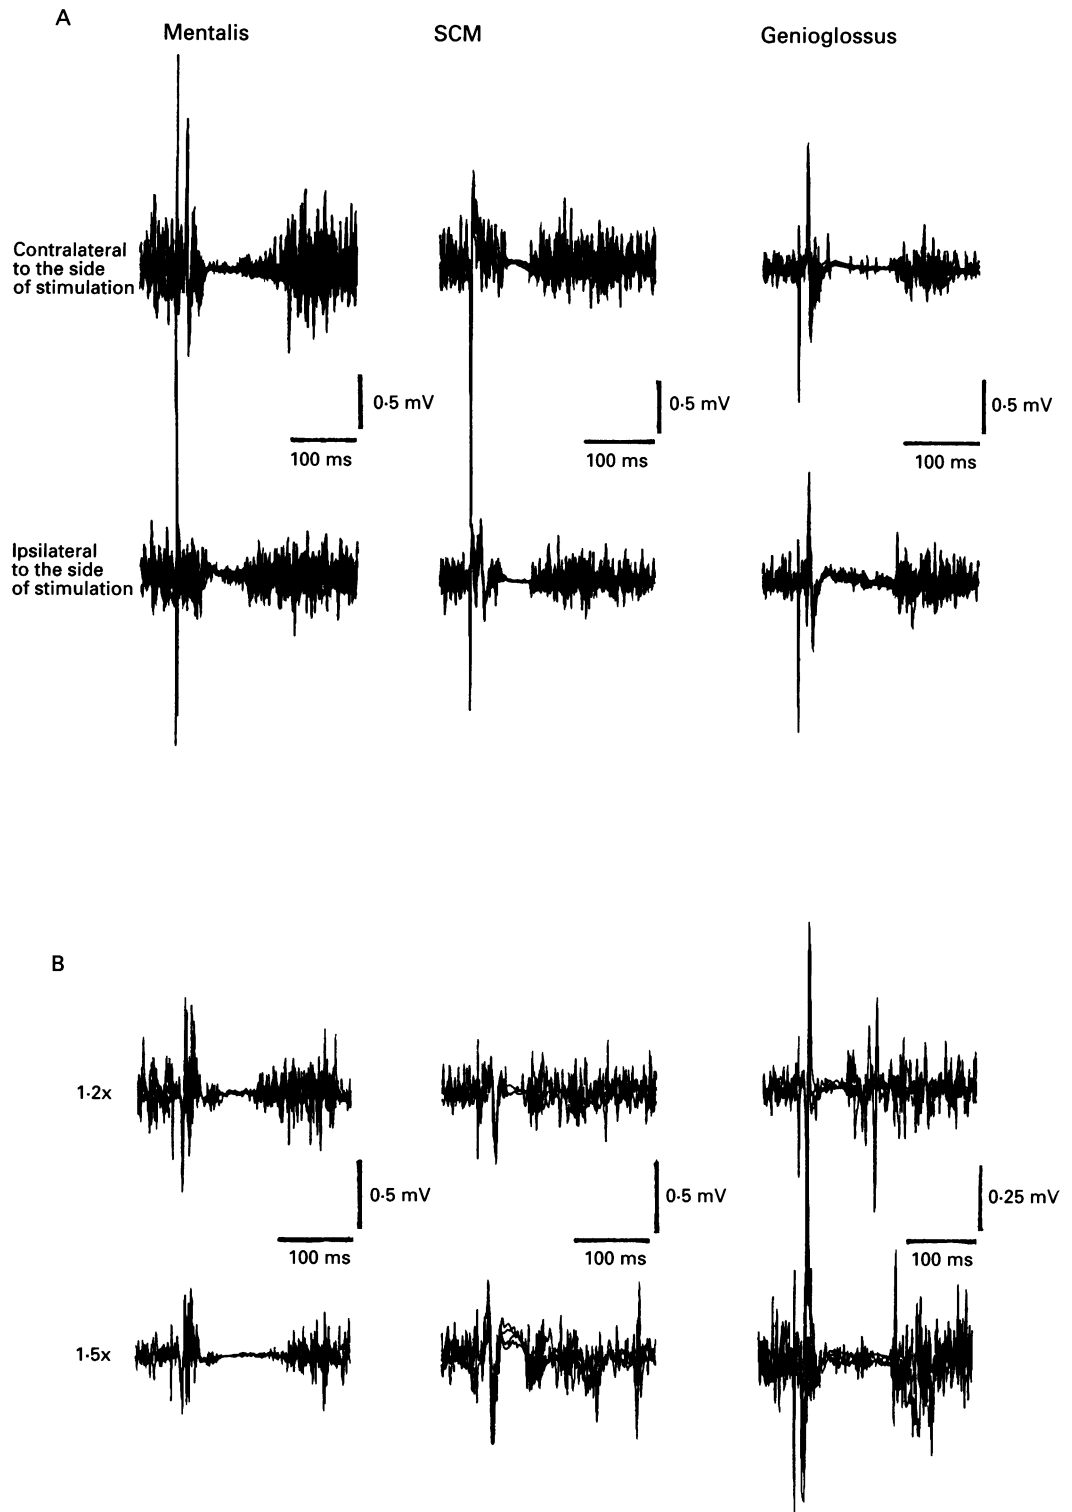 A
Mentalis
SCM
Genioglossus
Contralateral
to the side
of stimulation
0·5 mV
0·5 mV
0·5 mV
100 ms
100 ms
100 ms
Ipsilateral
to the side
of stimulation
B
1·2x
0·5 mV
0·5 mV
0·25 mV
100 ms
100 ms
100 ms
1·5x